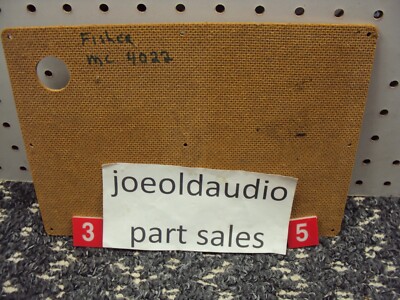 Fisher
MC 4022
joeoldaudio
part sales
3
5